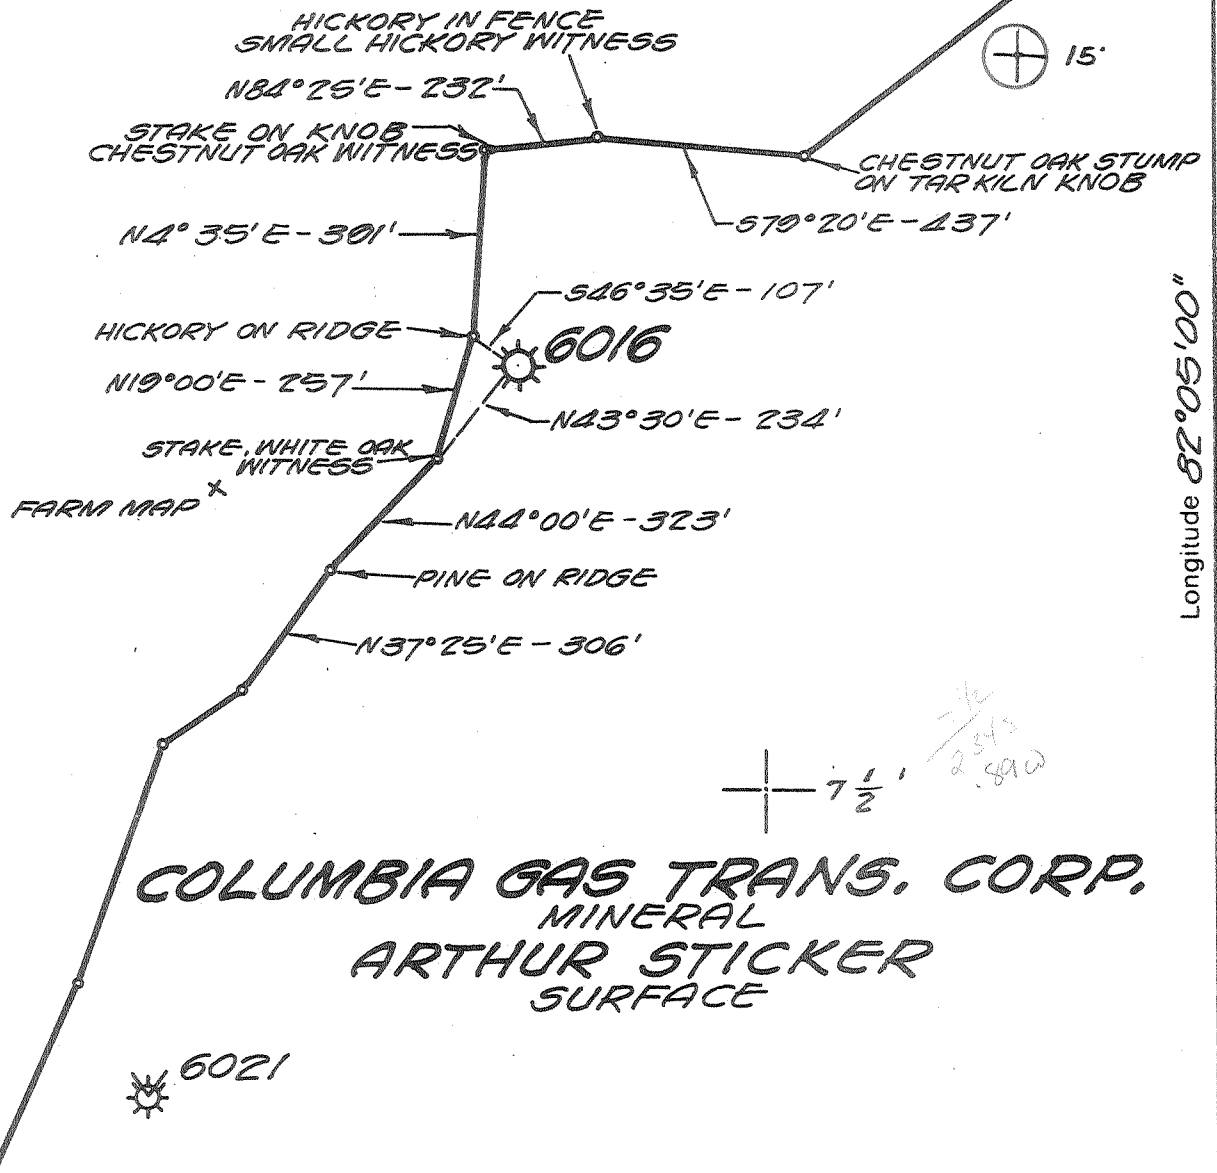 HICKORY IN FENCE
SMALL HICKORY WITNESS
15'
N84°25'E - 232'
STAKE ON KNOB
CHESTNUT OAK WITNESS
CHESTNUT OAK STUMP
ON TAR KILN KNOB
N4°35'E - 391'
S79°20'E - 437'
S46°35'E - 107'
HICKORY ON RIDGE
6016
N19°00'E - 257'
N43°30'E - 234'
STAKE, WHITE OAK
WITNESS
FARM MAP
N44°00'E - 323'
PINE ON RIDGE
N37°25'E - 306'
Longitude 82°05'00"
7 1/2'
COLUMBIA GAS TRANS. CORP.
MINERAL
ARTHUR STICKER
SURFACE
6021